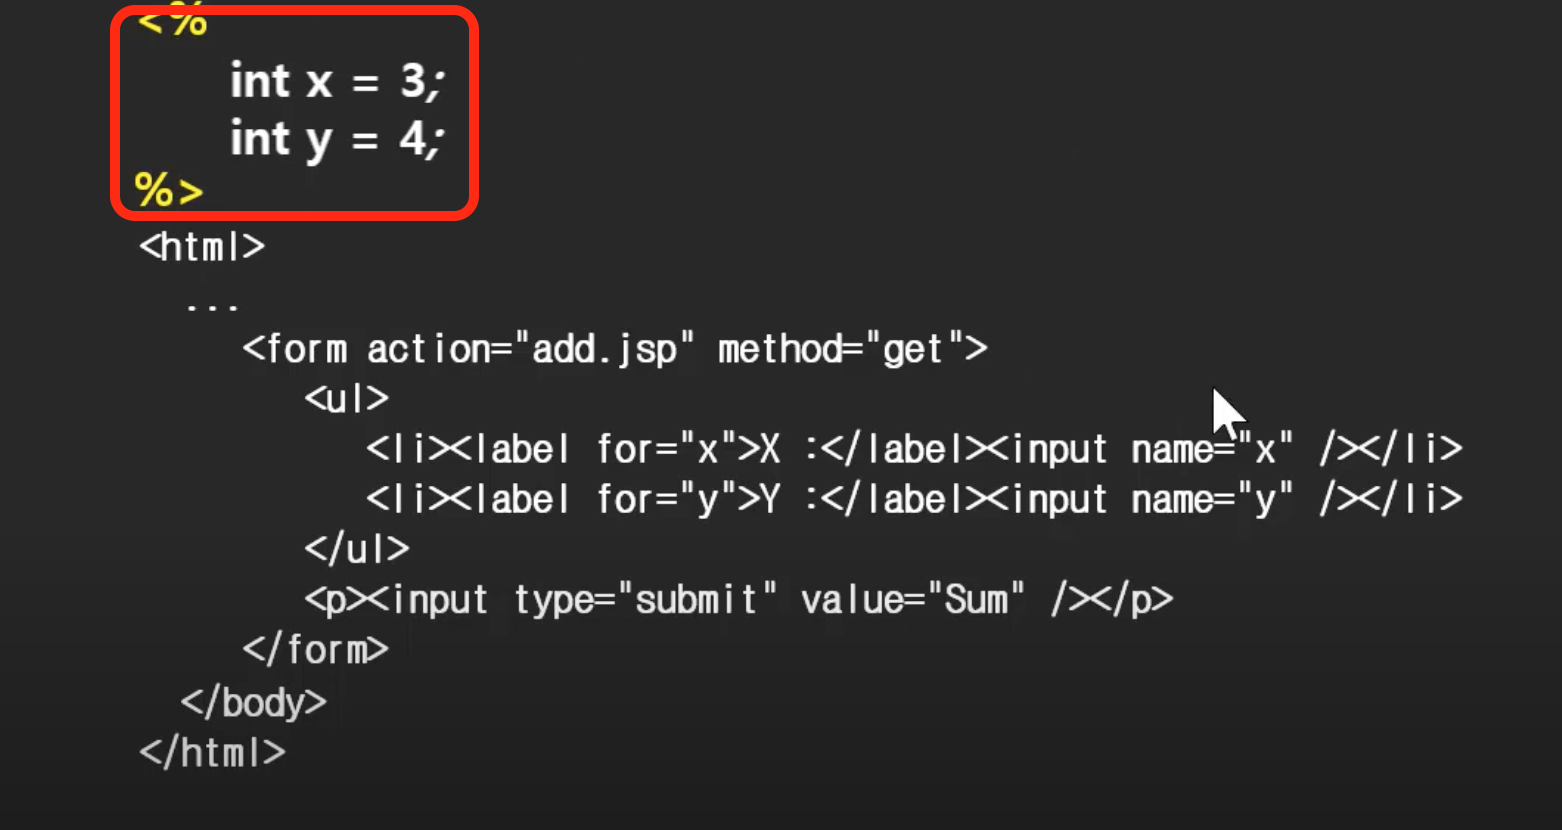 <%
int x = 3;
int y = 4;
%>
<html>
...
<form action="add.jsp" method="get">
<ul>
<li><label for="x">X :</label><input name="x" /></li>
<li><label for="y">Y :</label><input name="y" /></li>
</ul>
<p><input type="submit" value="Sum" /></p>
</form>
</body>
</html>